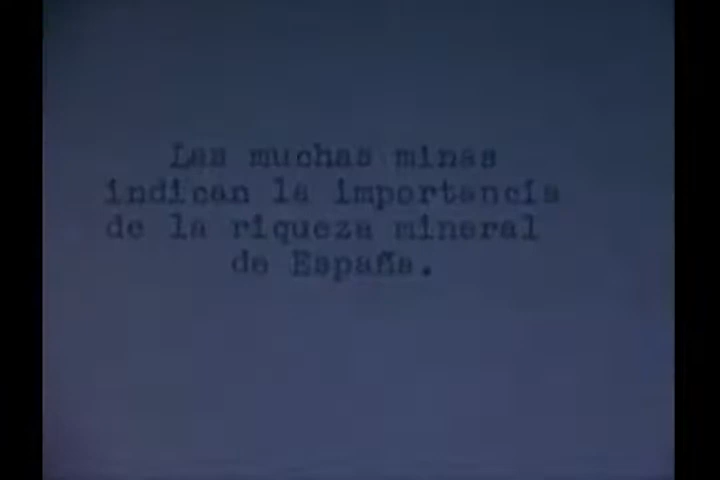 Las muchas minas
indican la importancia
de la riqueza mineral
de España.